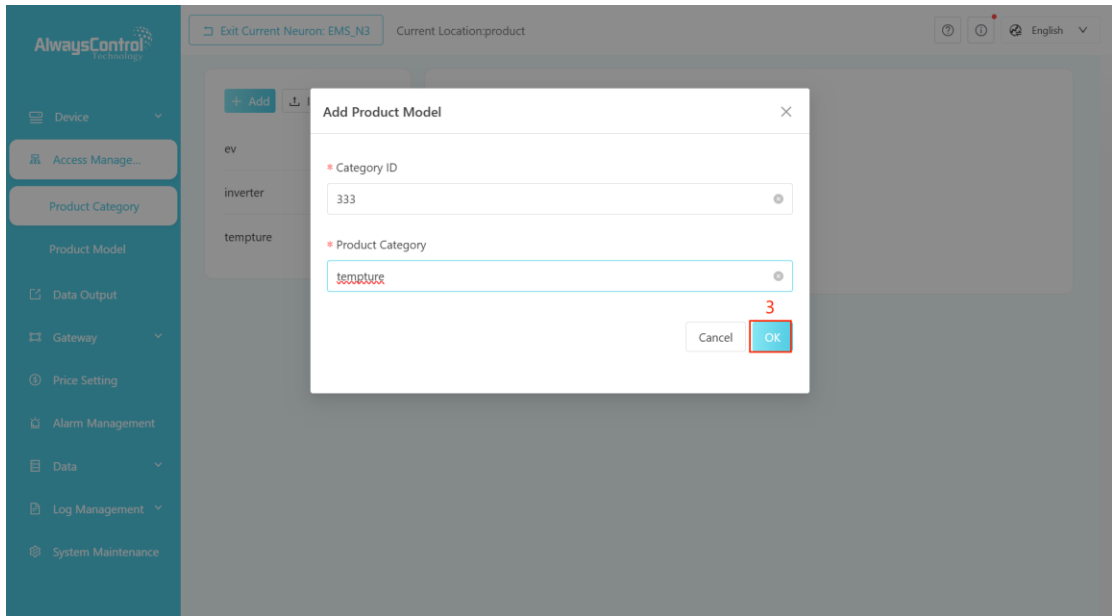 AlwaysControl
Technology
Exit Current Neuron: EMS_N3
Current Location:product
English
Device
Access Manage...
Product Category
Product Model
Data Output
Gateway
Price Setting
Alarm Management
Data
Log Management
System Maintenance
+ Add
ev
inverter
tempture
Add Product Model
* Category ID
333
* Product Category
tempture
3
Cancel
OK